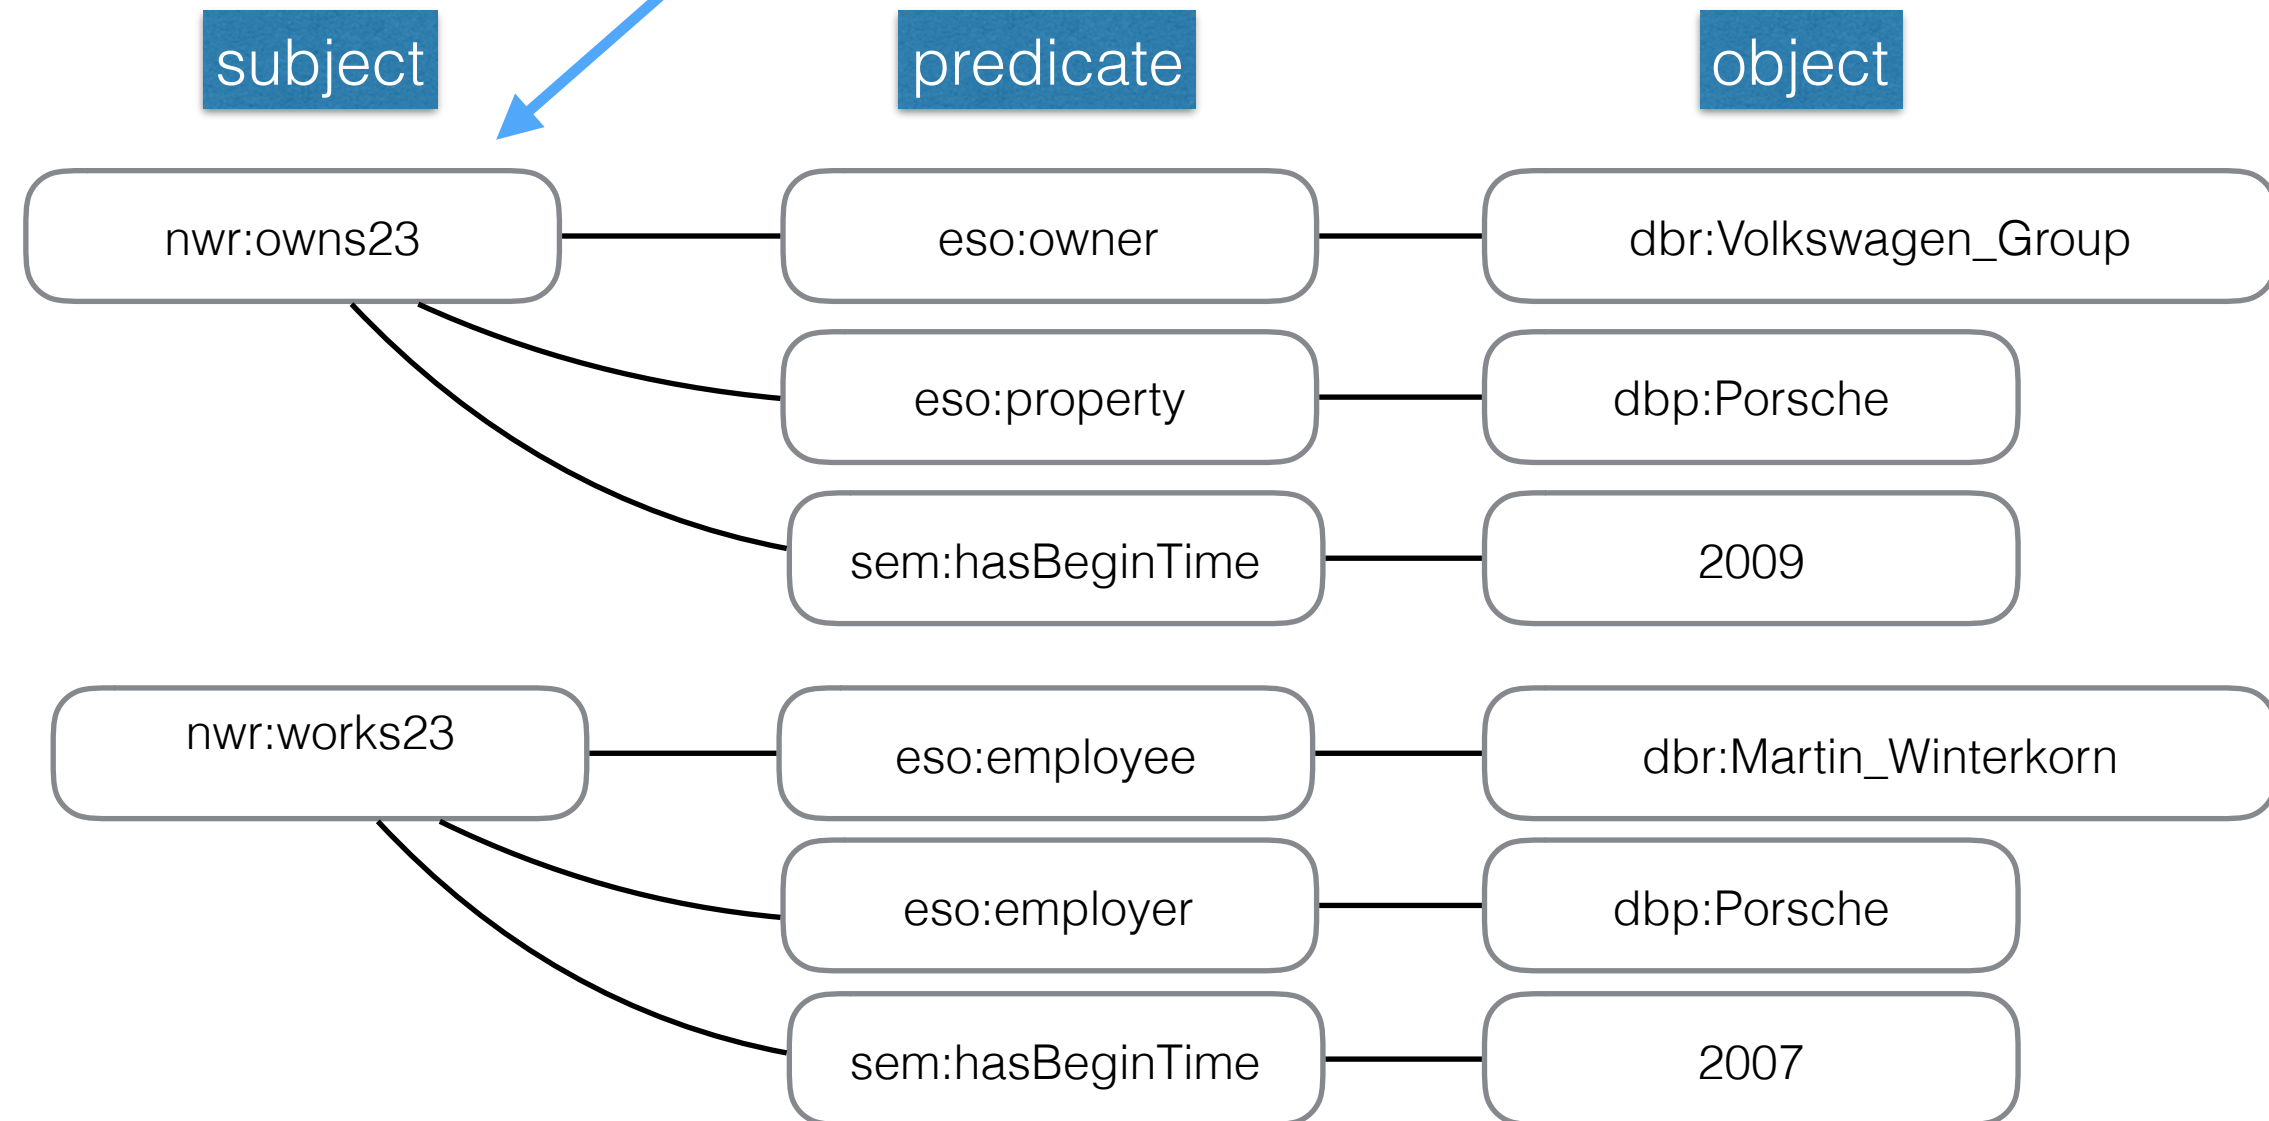 subject
predicate
object
nwr:owns23
eso:owner
dbr:Volkswagen_Group
eso:property
dbp:Porsche
sem:hasBeginTime
2009
nwr:works23
eso:employee
dbr:Martin_Winterkorn
eso:employer
dbp:Porsche
sem:hasBeginTime
2007